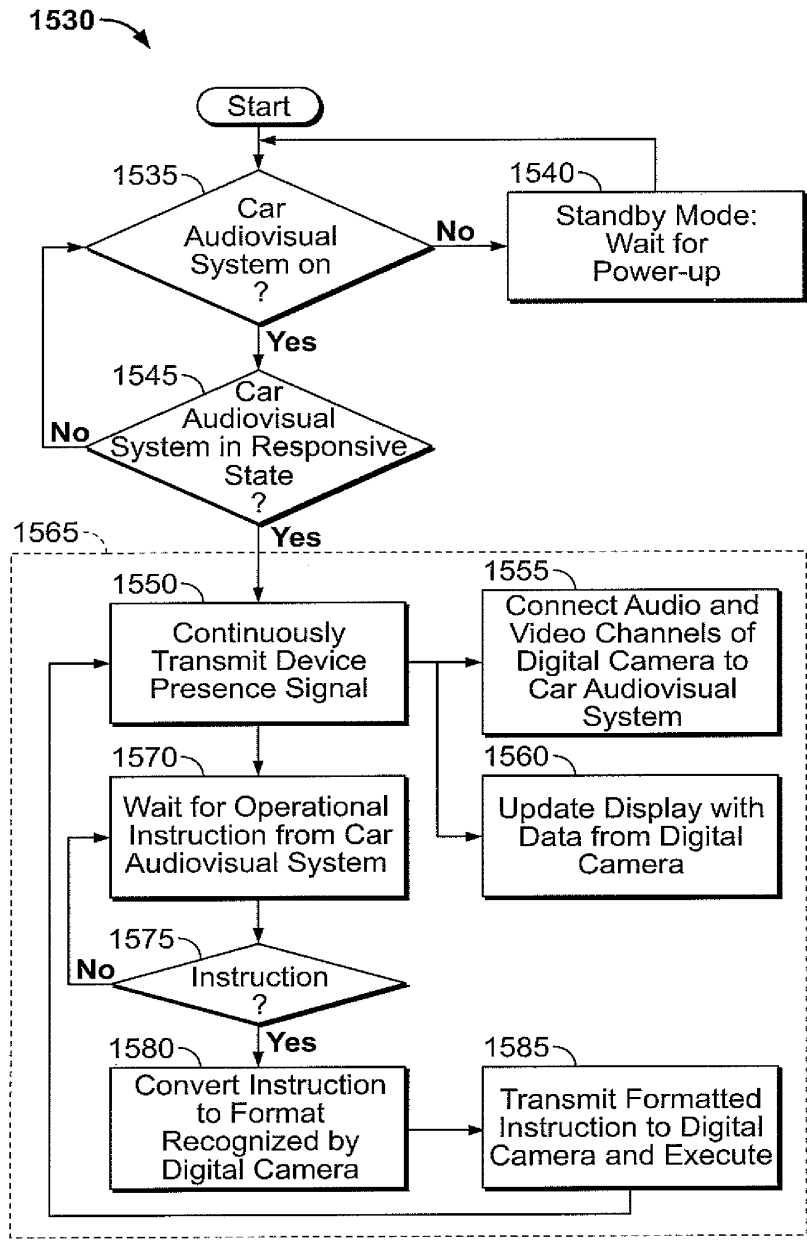 1530
Start
1535
Car
Audiovisual
System on
?
No
1540
Standby Mode:
Wait for
Power-up
Yes
1545
Car
Audiovisual
System in Responsive
State
?
No
Yes
1565
1550
Continuously
Transmit Device
Presence Signal
1555
Connect Audio and
Video Channels of
Digital Camera to
Car Audiovisual
System
1570
Wait for Operational
Instruction from Car
Audiovisual System
1560
Update Display with
Data from Digital
Camera
1575
Instruction
?
No
Yes
1580
Convert Instruction
to Format
Recognized by
Digital Camera
1585
Transmit Formatted
Instruction to Digital
Camera and Execute